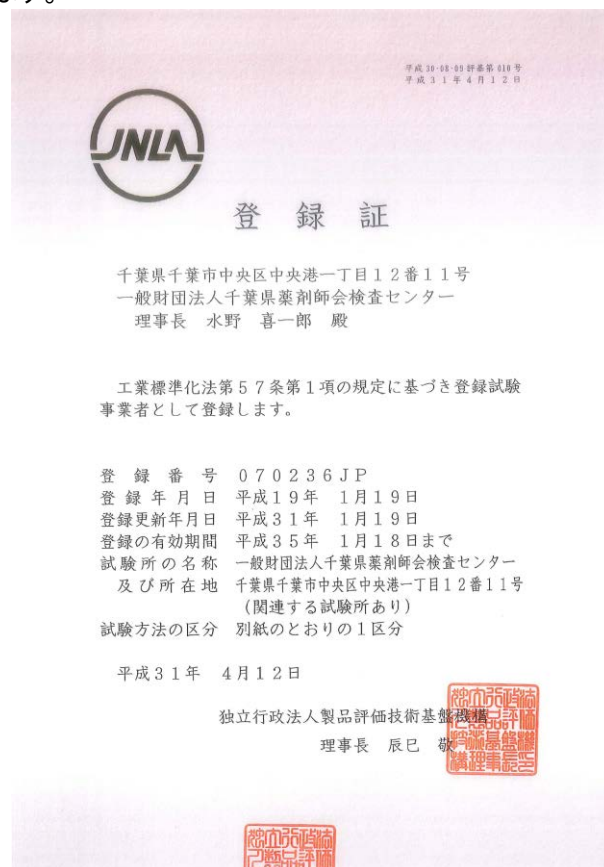 す。
平成30・08・09評基第010号
平成31年4月12日
JNLA
登録証
千葉県千葉市中央区中央港一丁目12番11号
一般財団法人千葉県薬剤師会検査センター
理事長 水野 喜一郎 殿
工業標準化法第57条第1項の規定に基づき登録試験
事業者として登録します。
登録番号 070236JP
登録年月日 平成19年 1月19日
登録更新年月日 平成31年 1月19日
登録の有効期間 平成35年 1月18日まで
試験所の名称 一般財団法人千葉県薬剤師会検査センター
及び所在地 千葉県千葉市中央区中央港一丁目12番11号
(関連する試験所あり)
試験方法の区分 別紙のとおりの1区分
平成31年 4月12日
独立行政法人製品評価技術基盤機構
理事長 辰巳 敬